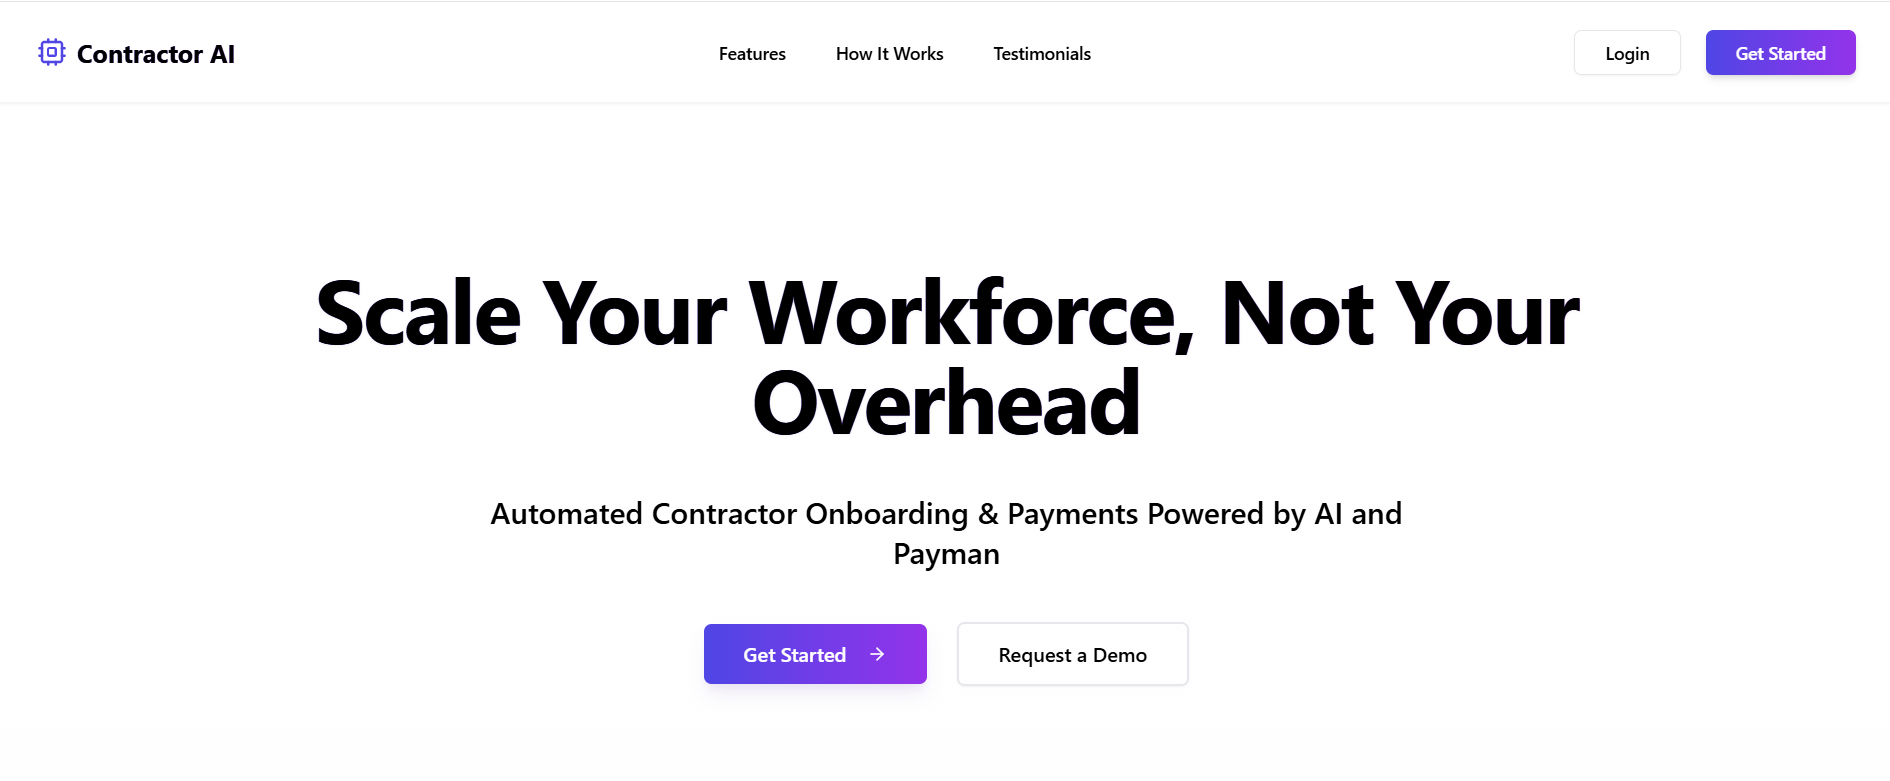 Contractor AI
Features
How It Works
Testimonials
Login
Get Started
Scale Your Workforce, Not Your
Overhead
Automated Contractor Onboarding & Payments Powered by AI and
Payman
Get Started
Request a Demo